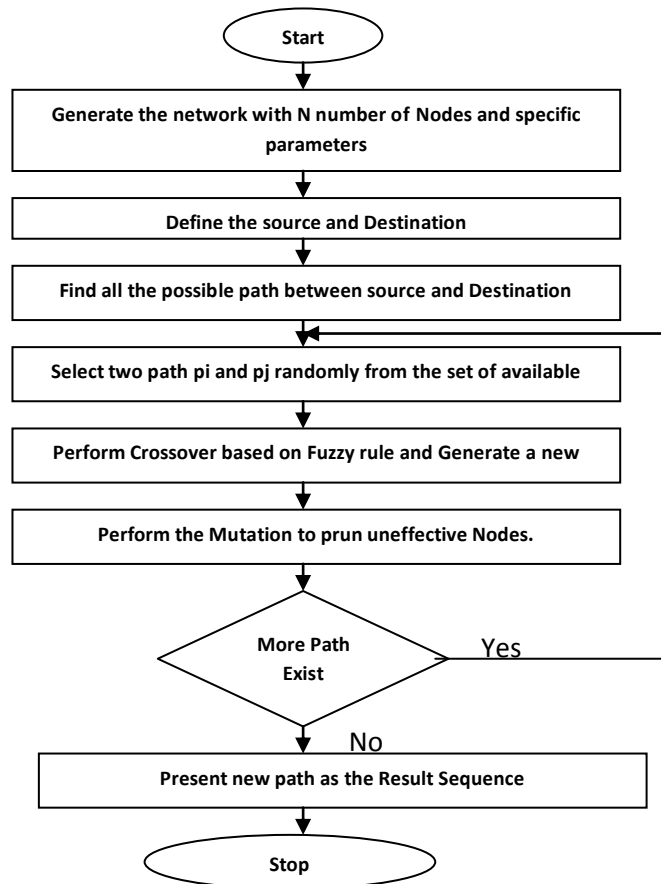 Start
Generate the network with N number of Nodes and specific
parameters
Define the source and Destination
Find all the possible path between source and Destination
Select two path pi and pj randomly from the set of available
Perform Crossover based on Fuzzy rule and Generate a new
Perform the Mutation to prun uneffective Nodes.
More Path
Exist
Yes
No
Present new path as the Result Sequence
Stop